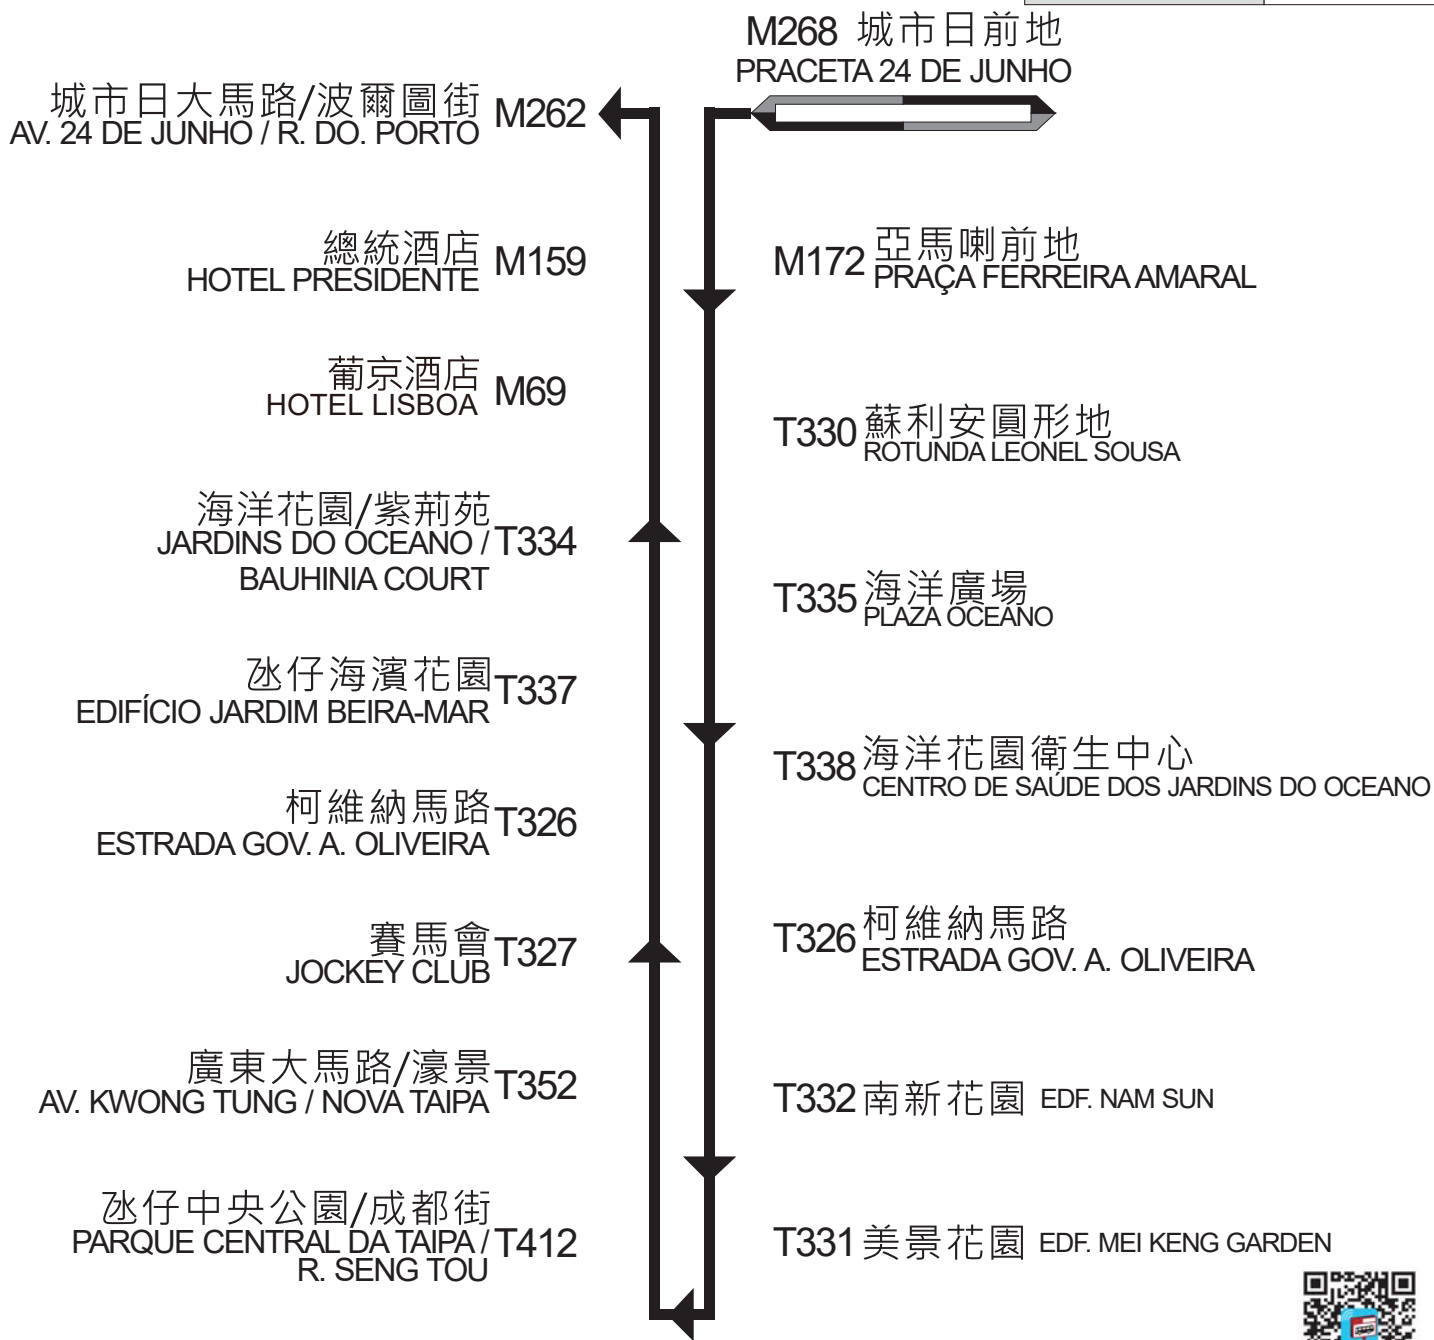 M268 城市日前地
PRACETA 24 DE JUNHO
城市日大馬路/波爾圖街
AV. 24 DE JUNHO / R. DO. PORTO
M262
總統酒店
HOTEL PRESIDENTE
M159
葡京酒店
HOTEL LISBOA
M69
海洋花園/紫荊苑
JARDINS DO OCEANO /
BAUHINIA COURT
T334
氹仔海濱花園
EDIFÍCIO JARDIM BEIRA-MAR
T337
柯維納馬路
ESTRADA GOV. A. OLIVEIRA
T326
賽馬會
JOCKEY CLUB
T327
廣東大馬路/濠景
AV. KWONG TUNG / NOVA TAIPA
T352
氹仔中央公園/成都街
PARQUE CENTRAL DA TAIPA /
R. SENG TOU
T412
M172
亞馬喇前地
PRAÇA FERREIRA AMARAL
T330
蘇利安圓形地
ROTUNDA LEONEL SOUSA
T335
海洋廣場
PLAZA OCEANO
T338
海洋花園衛生中心
CENTRO DE SAÚDE DOS JARDINS DO OCEANO
T326
柯維納馬路
ESTRADA GOV. A. OLIVEIRA
T332 南新花園 EDF. NAM SUN
T331 美景花園 EDF. MEI KENG GARDEN